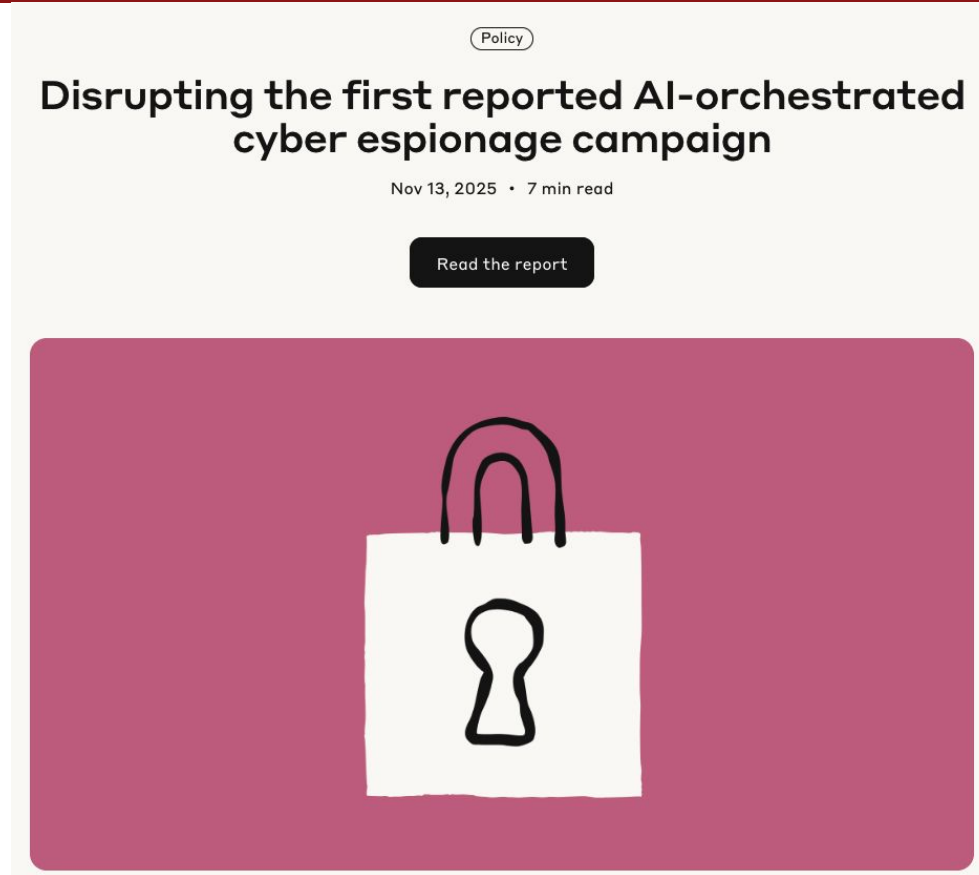 Policy
Disrupting the first reported AI-orchestrated
cyber espionage campaign
Nov 13, 2025 • 7 min read
Read the report